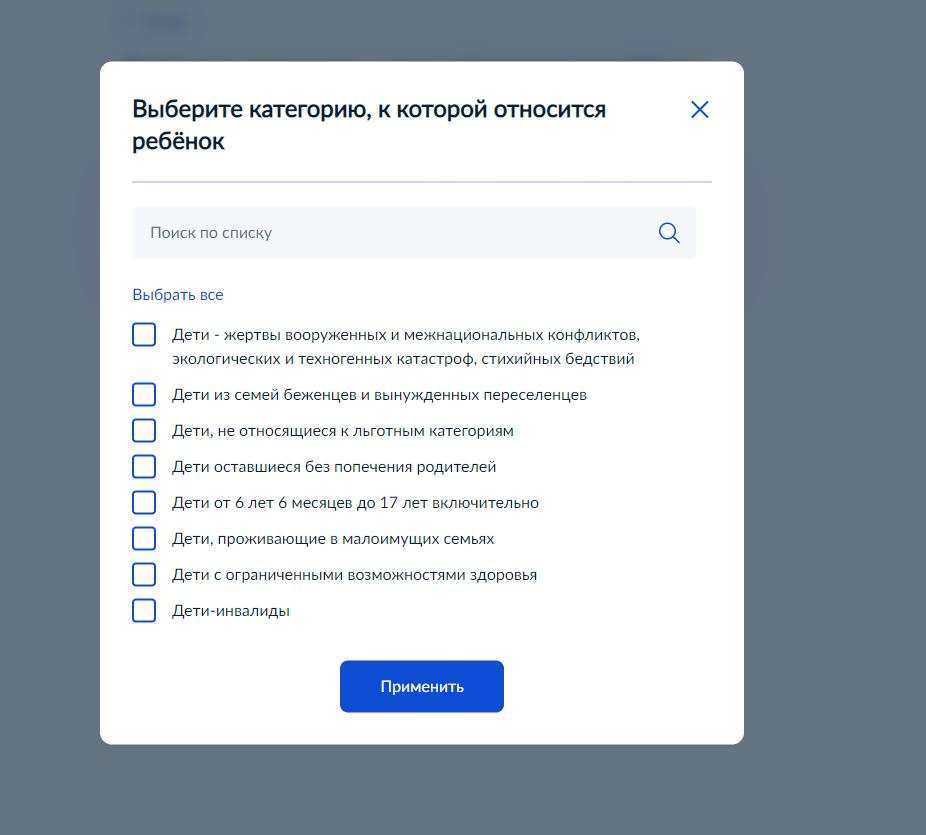 Выберите категорию, к которой относится
ребёнок
Поиск по списку
Выбрать все
Дети - жертвы вооруженных и межнациональных конфликтов,
экологических и техногенных катастроф, стихийных бедствий
Дети из семей беженцев и вынужденных переселенцев
Дети, не относящиеся к льготным категориям
Дети оставшиеся без попечения родителей
Дети от 6 лет 6 месяцев до 17 лет включительно
Дети, проживающие в малоимущих семьях
Дети с ограниченными возможностями здоровья
Дети-инвалиды
Применить